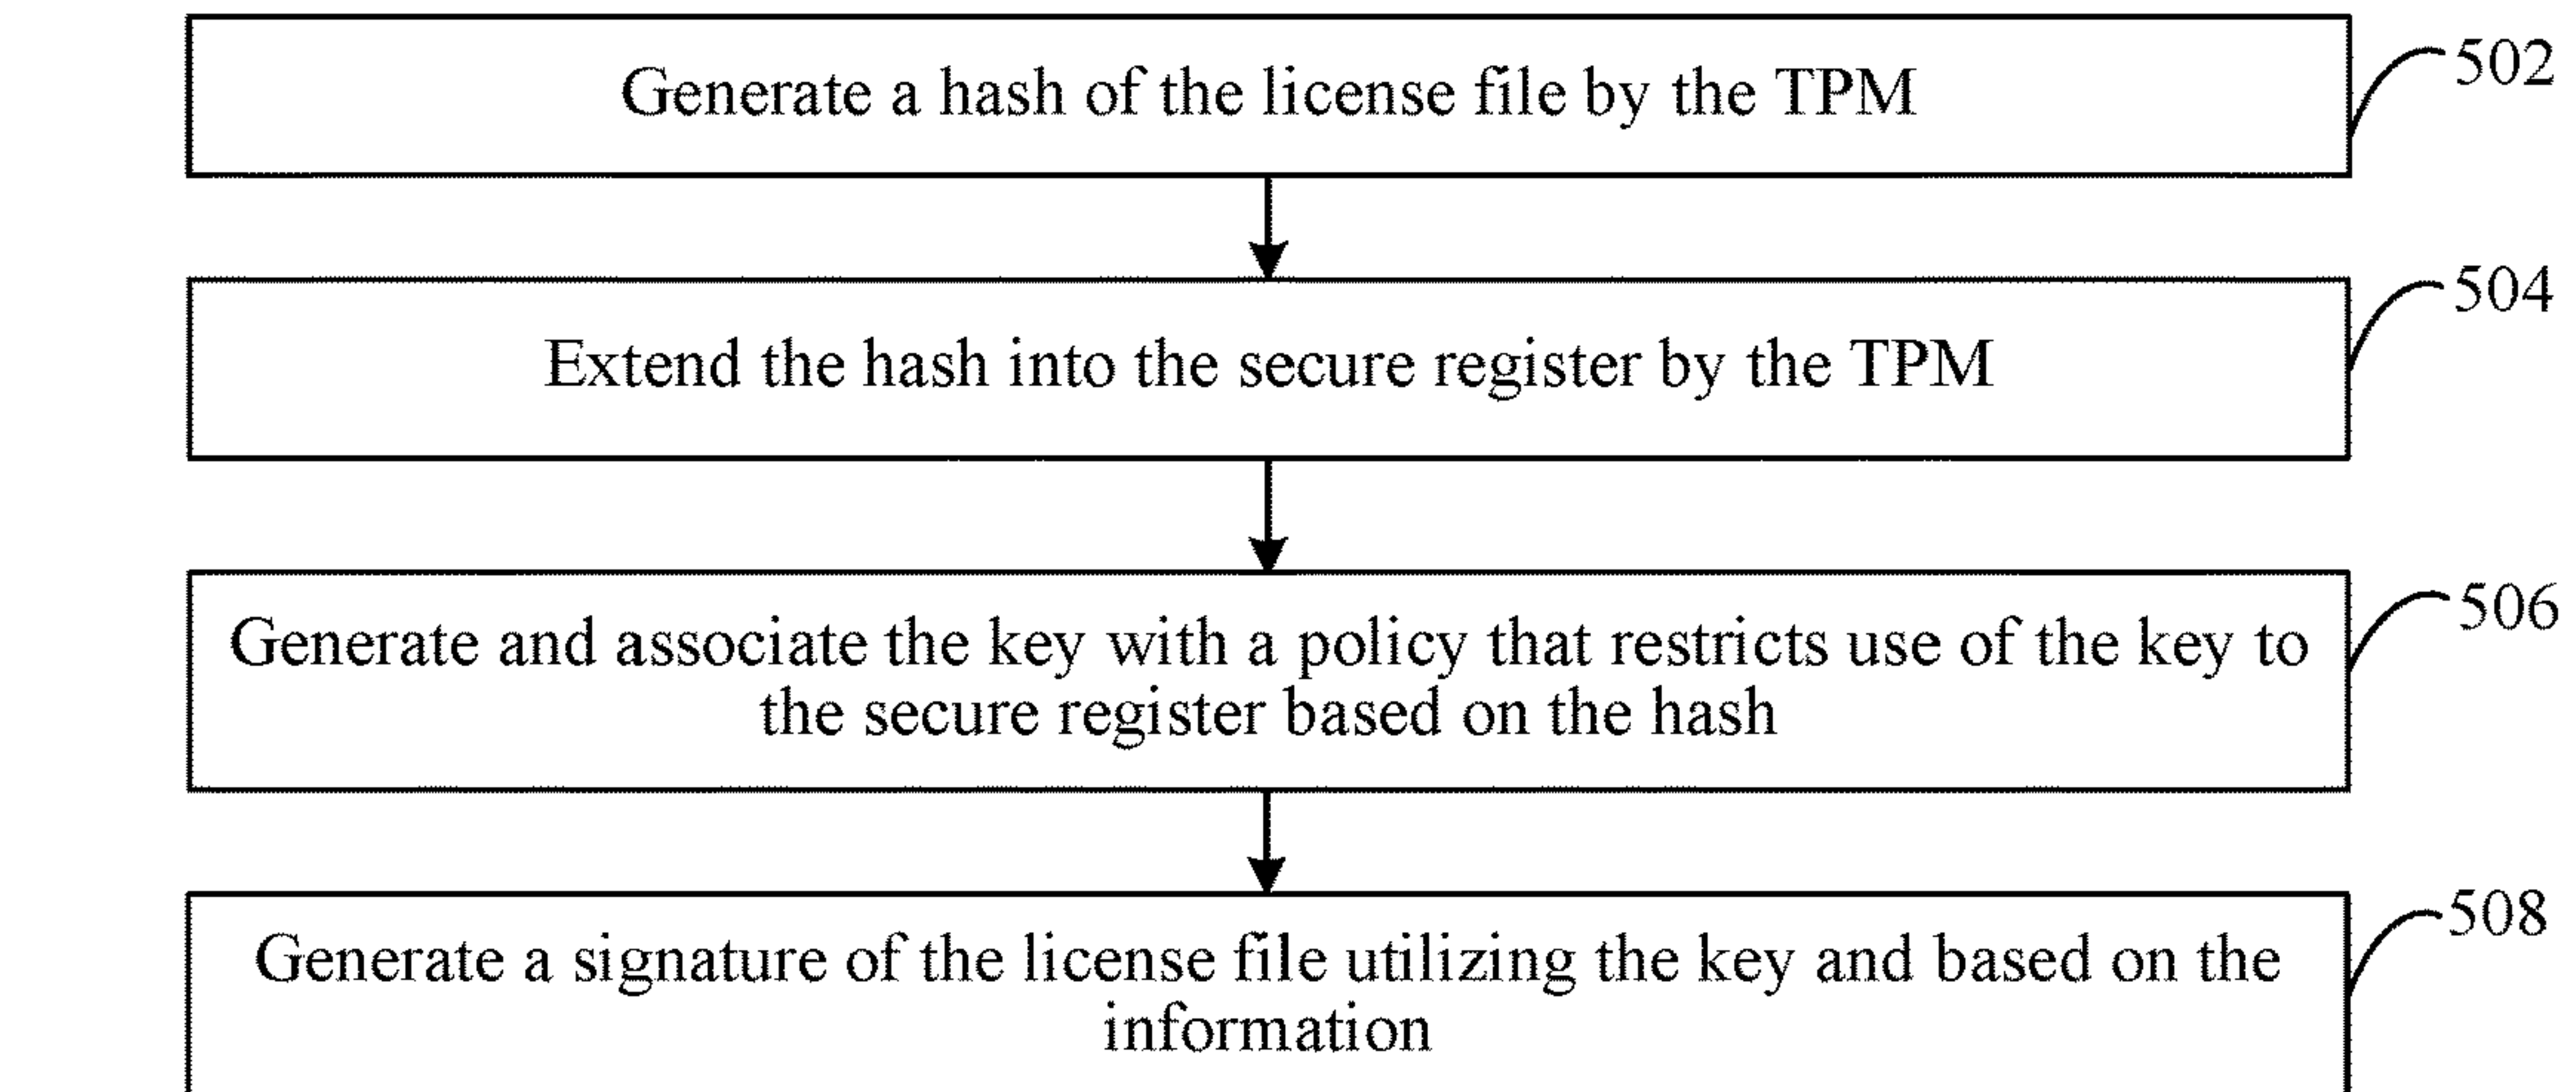 Generate a hash of the license file by the TPM
502
Extend the hash into the secure register by the TPM
504
Generate and associate the key with a policy that restricts use of the key to
the secure register based on the hash
506
Generate a signature of the license file utilizing the key and based on the
information
508